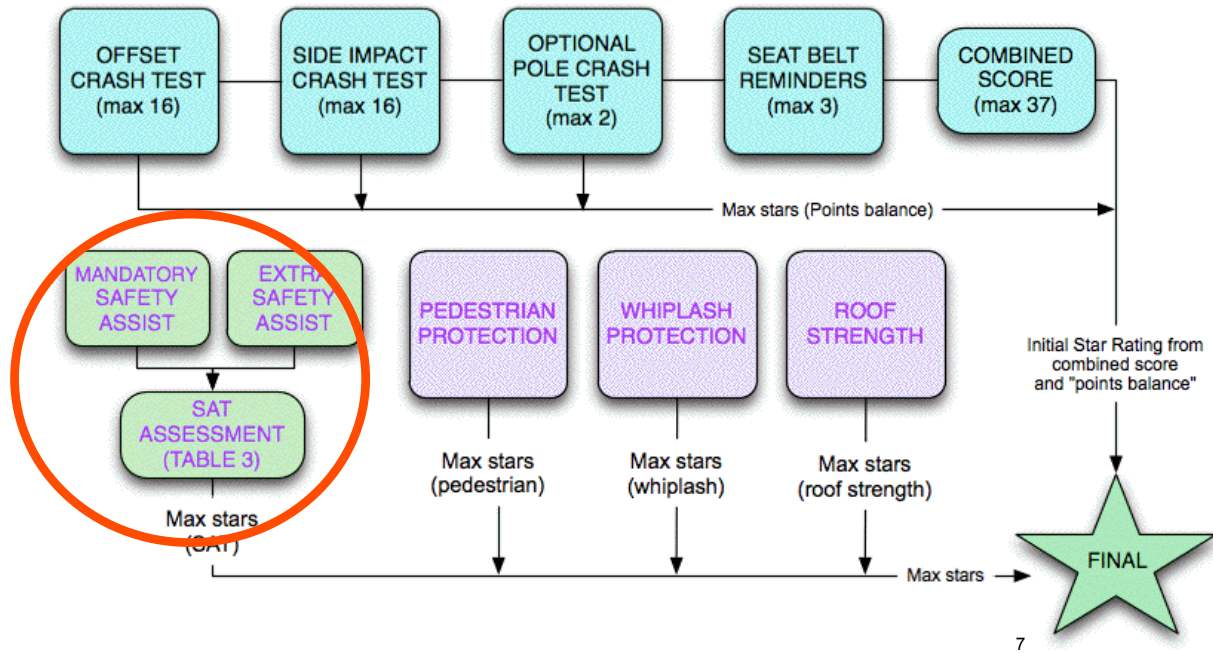 OFFSET
CRASH TEST
(max 16)
SIDE IMPACT
CRASH TEST
(max 16)
OPTIONAL
POLE CRASH
TEST
(max 2)
SEAT BELT
REMINDERS
(max 3)
COMBINED
SCORE
(max 37)
Max stars (Points balance)
MANDATORY
SAFETY
ASSIST
EXTRA
SAFETY
ASSIST
PEDESTRIAN
PROTECTION
WHIPLASH
PROTECTION
ROOF
STRENGTH
Initial Star Rating from
combined score
and "points balance"
SAT
ASSESSMENT
(TABLE 3)
Max stars
(pedestrian)
Max stars
(whiplash)
Max stars
(roof strength)
Max stars
(SAT)
Max stars
FINAL
7